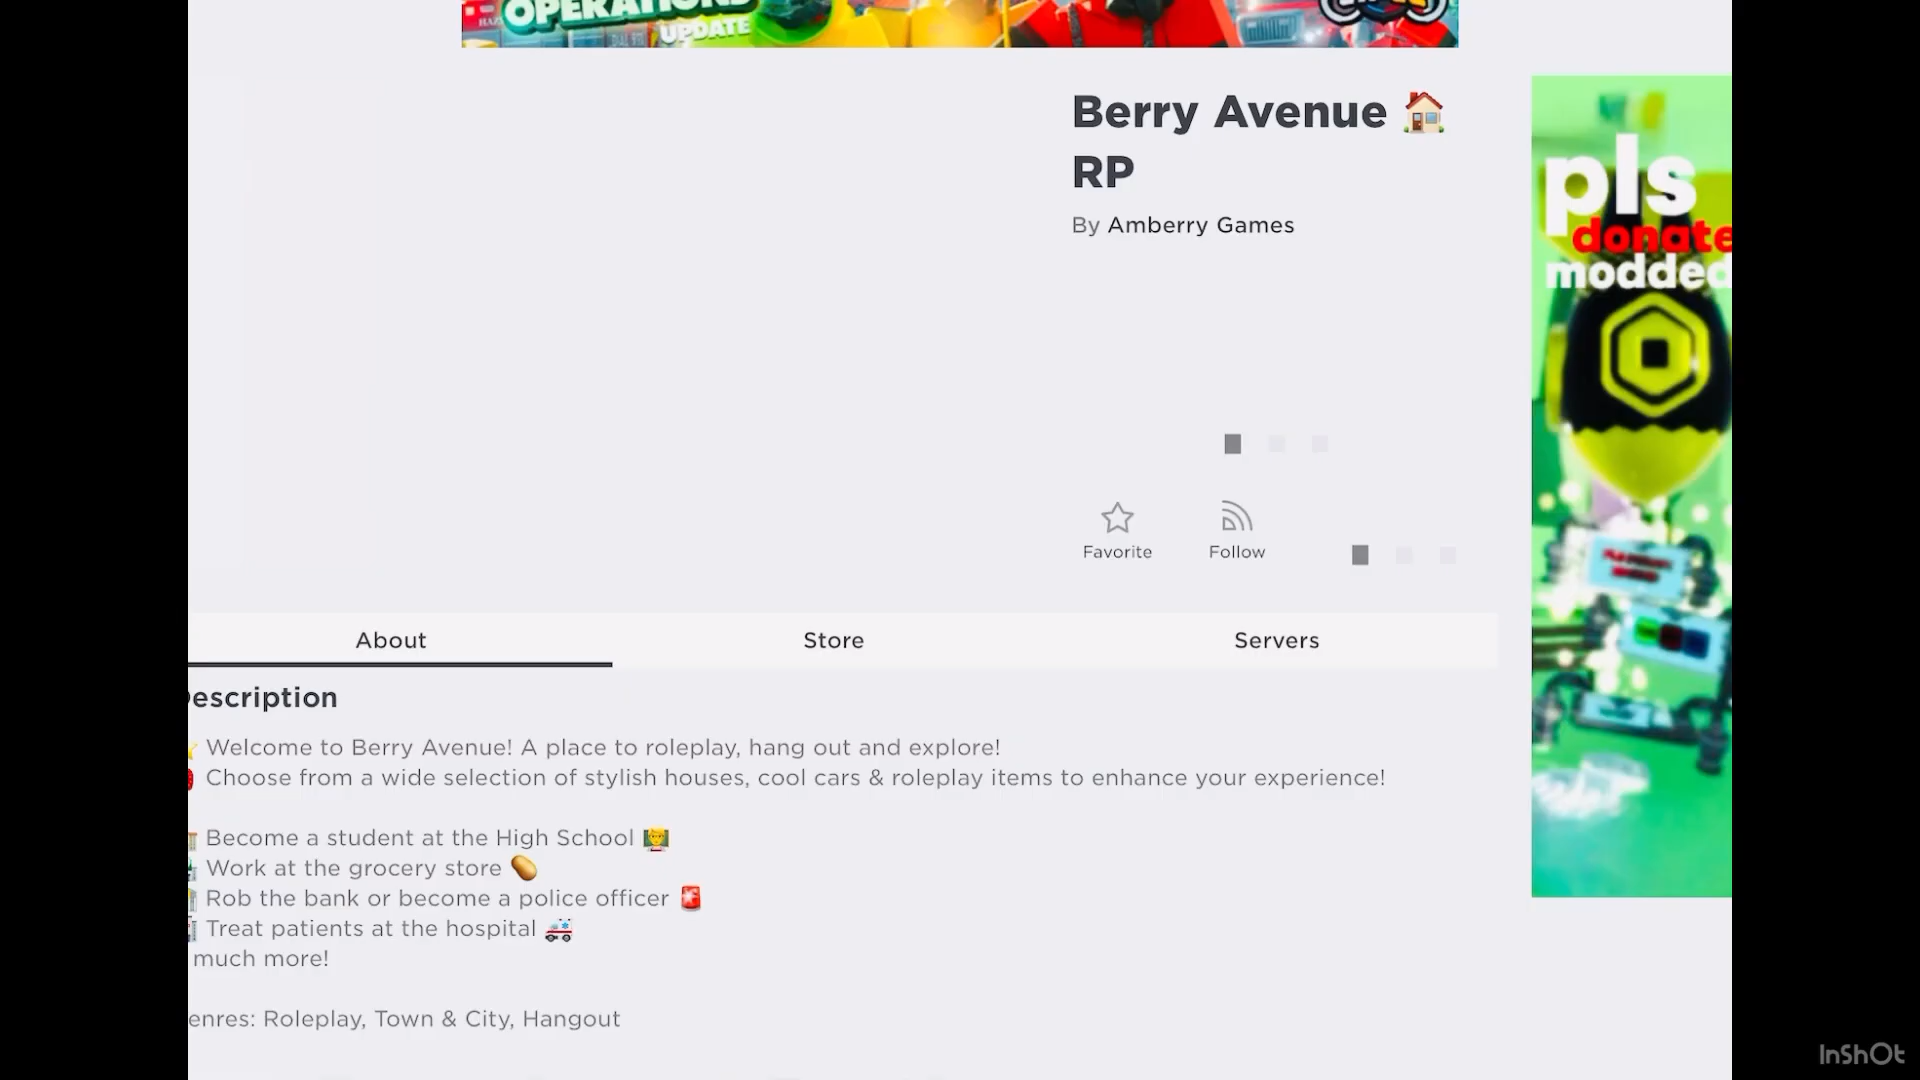 OPERATIONS
UPDATE
Berry Avenue 🏠
RP
By Amberry Games
pls
donate
modded
Favorite
Follow
About
Store
Servers
escription
Welcome to Berry Avenue! A place to roleplay, hang out and explore!
Choose from a wide selection of stylish houses, cool cars & roleplay items to enhance your experience!
Become a student at the High School 🧑‍🏫
Work at the grocery store 🥔
Rob the bank or become a police officer 🚨
Treat patients at the hospital 🚑
much more!
enres: Roleplay, Town & City, Hangout
InShOt